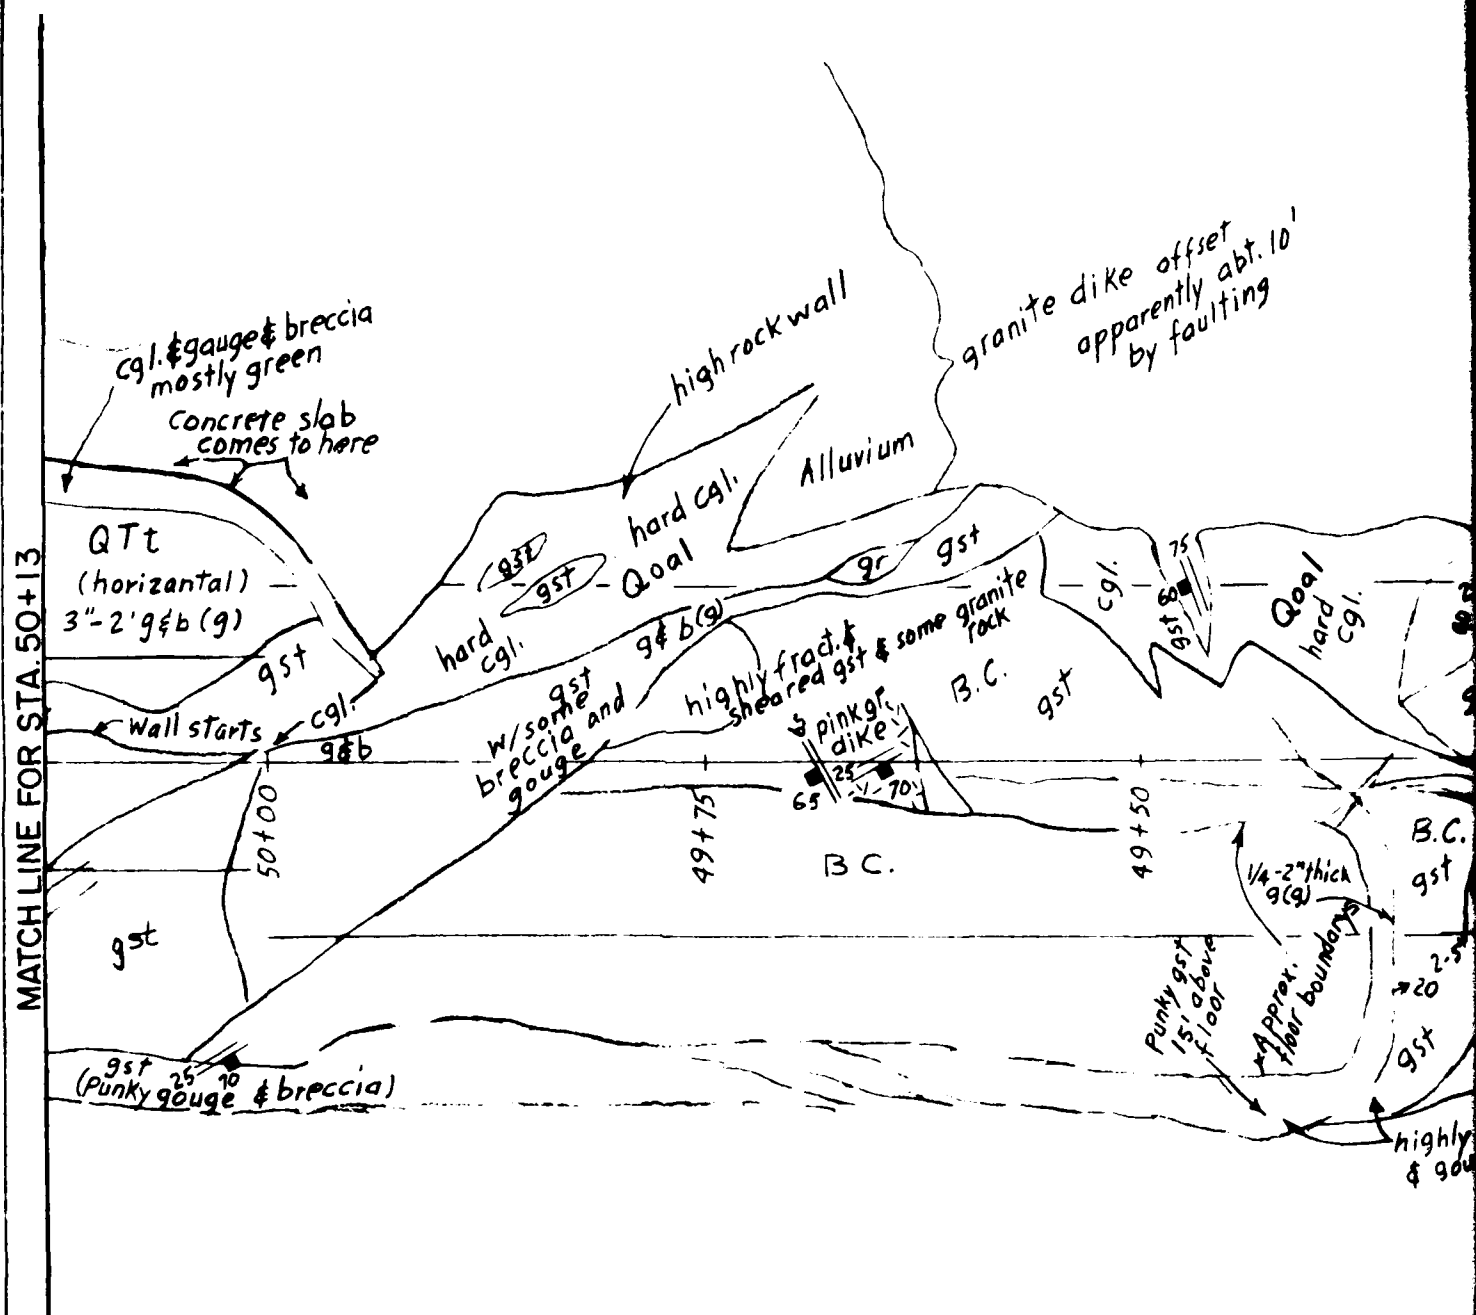 granite dike offset
apparently abt. 10'
by faulting
high rock wall
cgl. & gauge & breccia
mostly green
Concrete slab
comes to here
Alluvium
hard cgl.
Qoal
gst
gst
QTt
(horizantal)
3"-2' g&b (g)
gst
hard
cgl.
g& b(g)
gr
gst
cgl.
75
60
gst
Qoal
hard
cgl.
highly fract. &
sheared gst & some granite
rock
B.C.
gst
Wall starts
cgl.
g&b
gst
w/some
breccia and
gouge
& pink gr.
dike
25
65
70
50+00
49+75
49+50
B.C.
B.C.
gst
1/4-2" thick
g(g)
MATCH LINE FOR STA. 50+13
gst
Punky gst
15' above
floor
*Approx.
floor boundarys
2-5
20
gst
gst
25 70
(Punky gouge & breccia)
highly
& gou